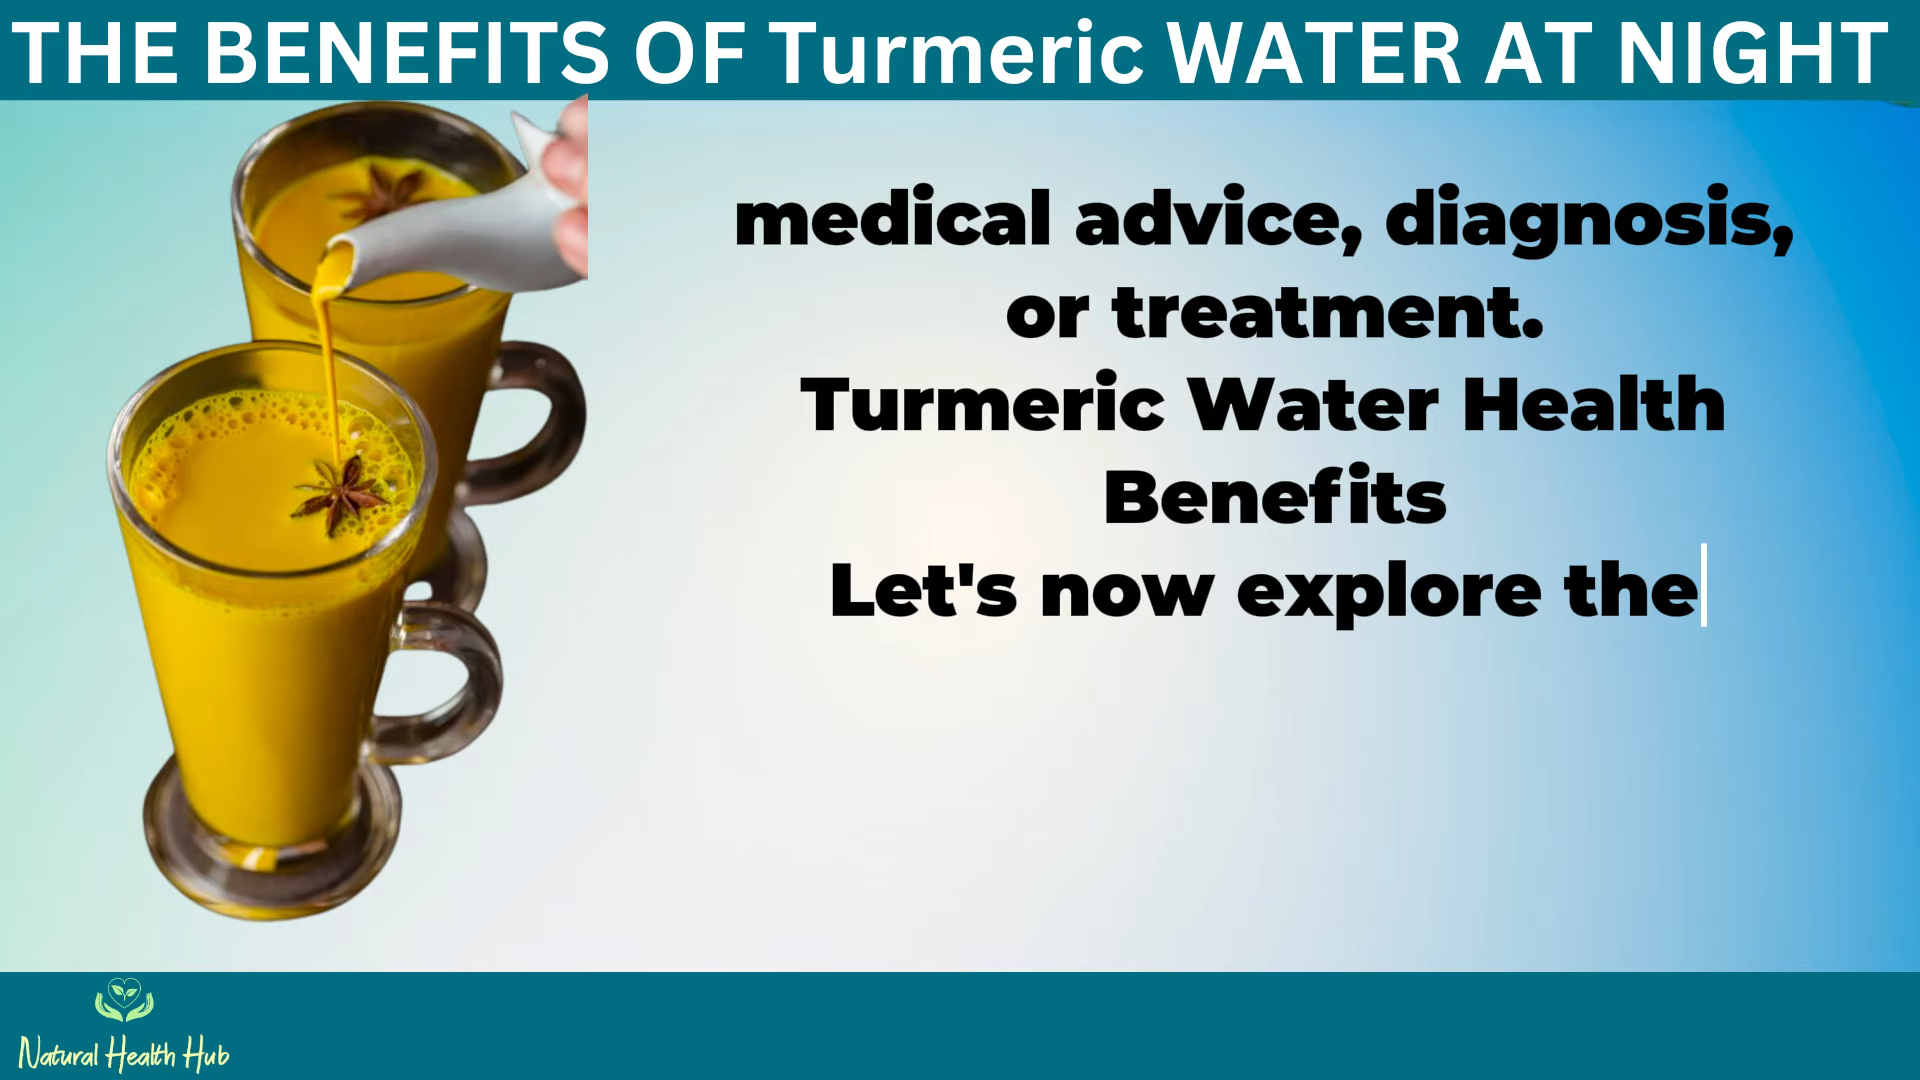 THE BENEFITS OF Turmeric WATER AT NIGHT
medical advice, diagnosis,
or treatment.
Turmeric Water Health
Benefits
Let's now explore the
Natural Health Hub